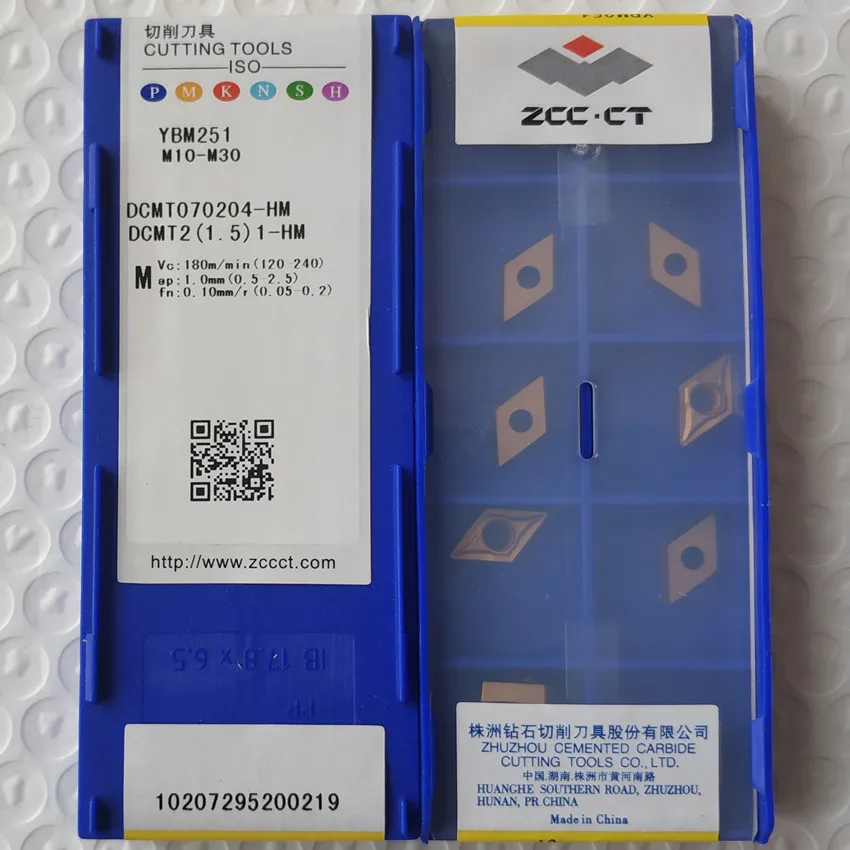 切削刀具
CUTTING TOOLS
ISO
P M K N S H
YBM251
M10-M30
DCMT070204-HM
DCMT2(1.5)1-HM
M
Vc:180m/min(120-240)
ap:1.0mm(0.5-2.5)
fn:0.10mm/r(0.05-0.2)
http://www.zccct.com
IB 17.8 x 6.5
PP
10207295200219
ZCC·CT
株洲钻石切削刀具股份有限公司
ZHUZHOU CEMENTED CARBIDE
CUTTING TOOLS CO.,LTD.
中国.湖南.株洲市黄河南路
HUANGHE SOUTHERN ROAD, ZHUZHOU,
HUNAN, PR.CHINA
Made in China